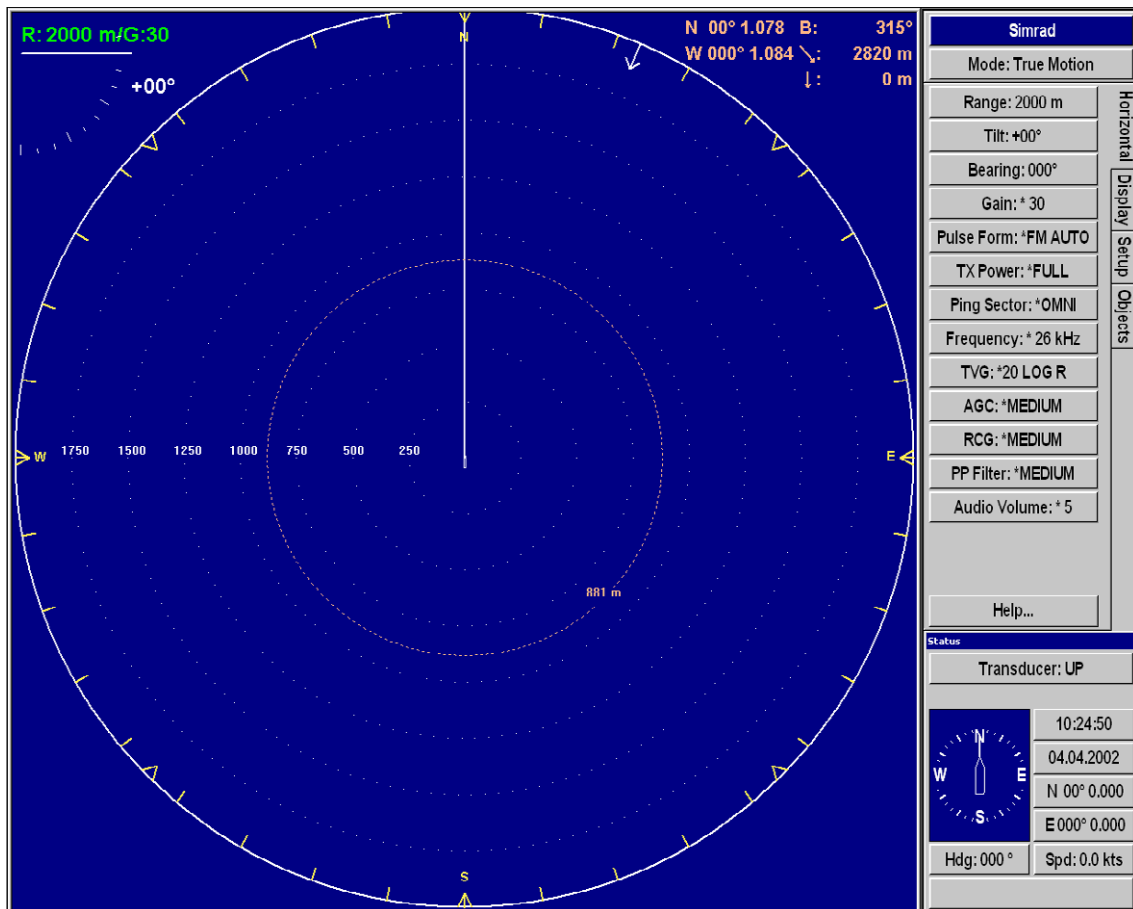 R: 2000 m/G:30
+00°
N 00° 1.078 B: 315°
W 000° 1.084 ↘: 2820 m
↓: 0 m
N
W
1750 1500 1250 1000 750 500 250
E
881 m
S
Simrad
Mode: True Motion
Range: 2000 m
Tilt: +00°
Bearing: 000°
Gain: * 30
Pulse Form: *FM AUTO
TX Power: *FULL
Ping Sector: *OMNI
Frequency: * 26 kHz
TVG: *20 LOG R
AGC: *MEDIUM
RCG: *MEDIUM
PP Filter: *MEDIUM
Audio Volume: * 5
Help...
Horizontal
Display
Setup
Objects
Status
Transducer: UP
N
W E
S
10:24:50
04.04.2002
N 00° 0.000
E 000° 0.000
Hdg: 000 °
Spd: 0.0 kts